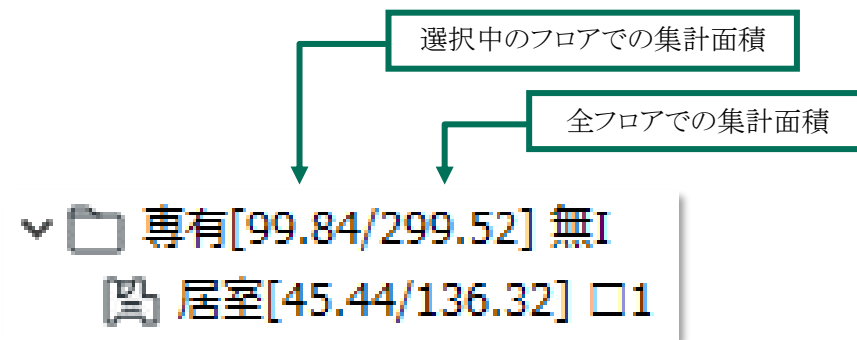 選択中のフロアでの集計面積
全フロアでの集計面積
専有[99.84/299.52] 無I
居室[45.44/136.32] □1